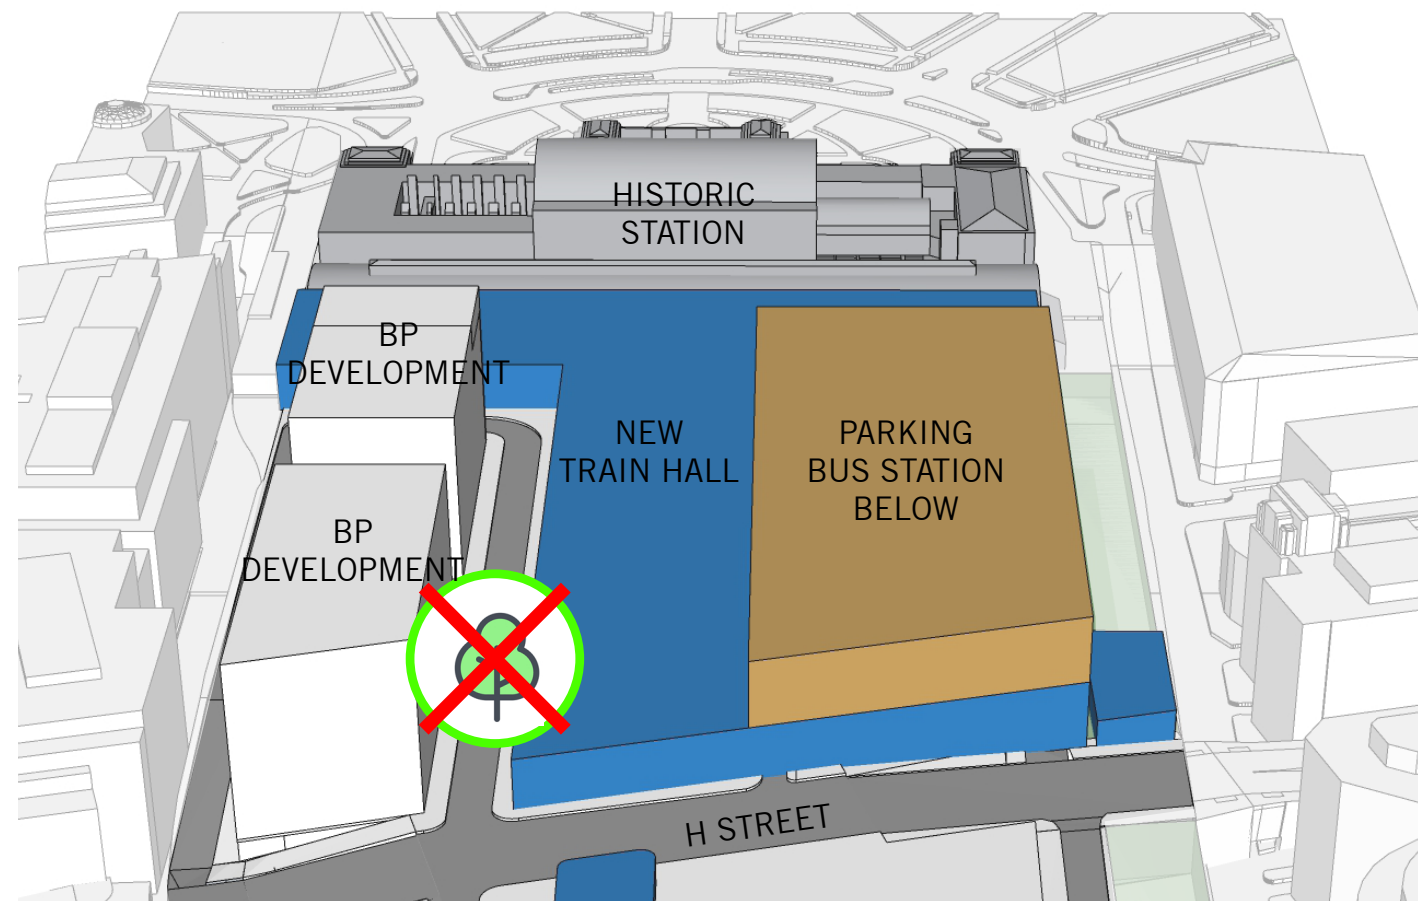 HISTORIC
STATION
BP
DEVELOPMENT
NEW
TRAIN HALL
PARKING
BUS STATION
BELOW
BP
DEVELOPMENT
H STREET